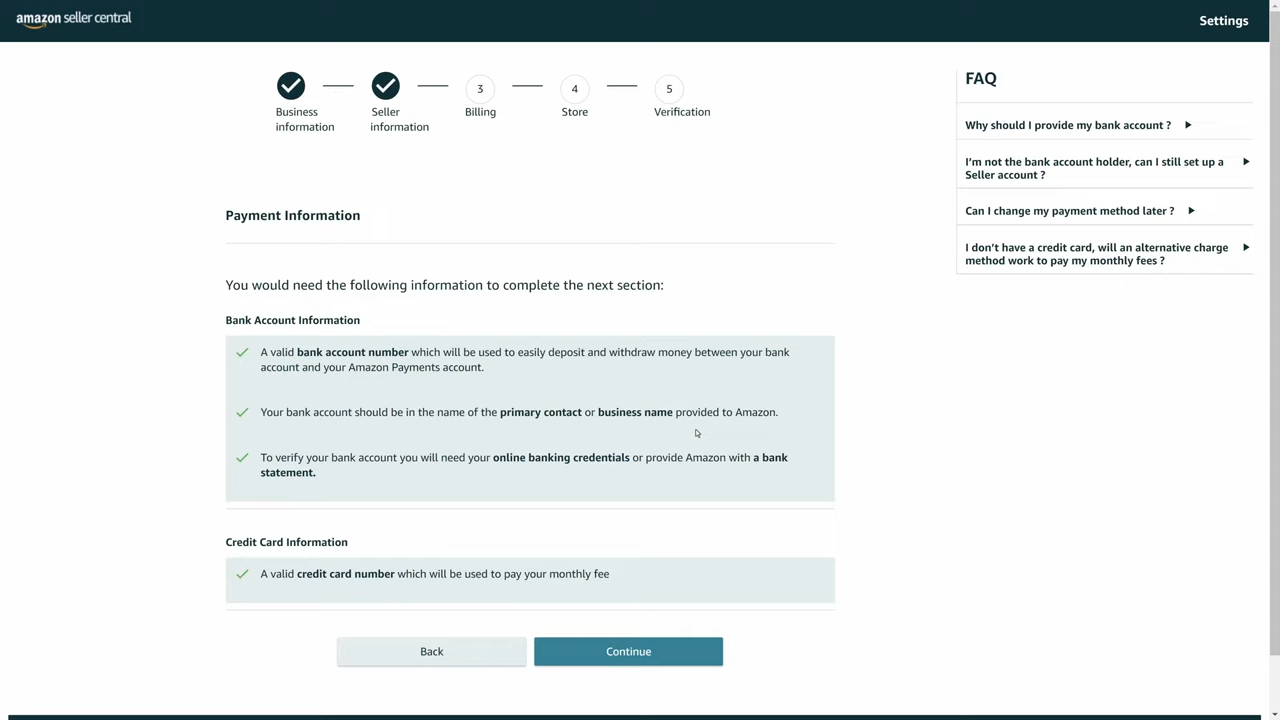 amazon seller central
Settings
3
4
5
Business
information
Seller
information
Billing
Store
Verification
FAQ
Why should I provide my bank account ?
I’m not the bank account holder, can I still set up a
Seller account ?
Can I change my payment method later ?
I don’t have a credit card, will an alternative charge
method work to pay my monthly fees ?
Payment Information
You would need the following information to complete the next section:
Bank Account Information
A valid bank account number which will be used to easily deposit and withdraw money between your bank
account and your Amazon Payments account.
Your bank account should be in the name of the primary contact or business name provided to Amazon.
To verify your bank account you will need your online banking credentials or provide Amazon with a bank
statement.
Credit Card Information
A valid credit card number which will be used to pay your monthly fee
Back
Continue